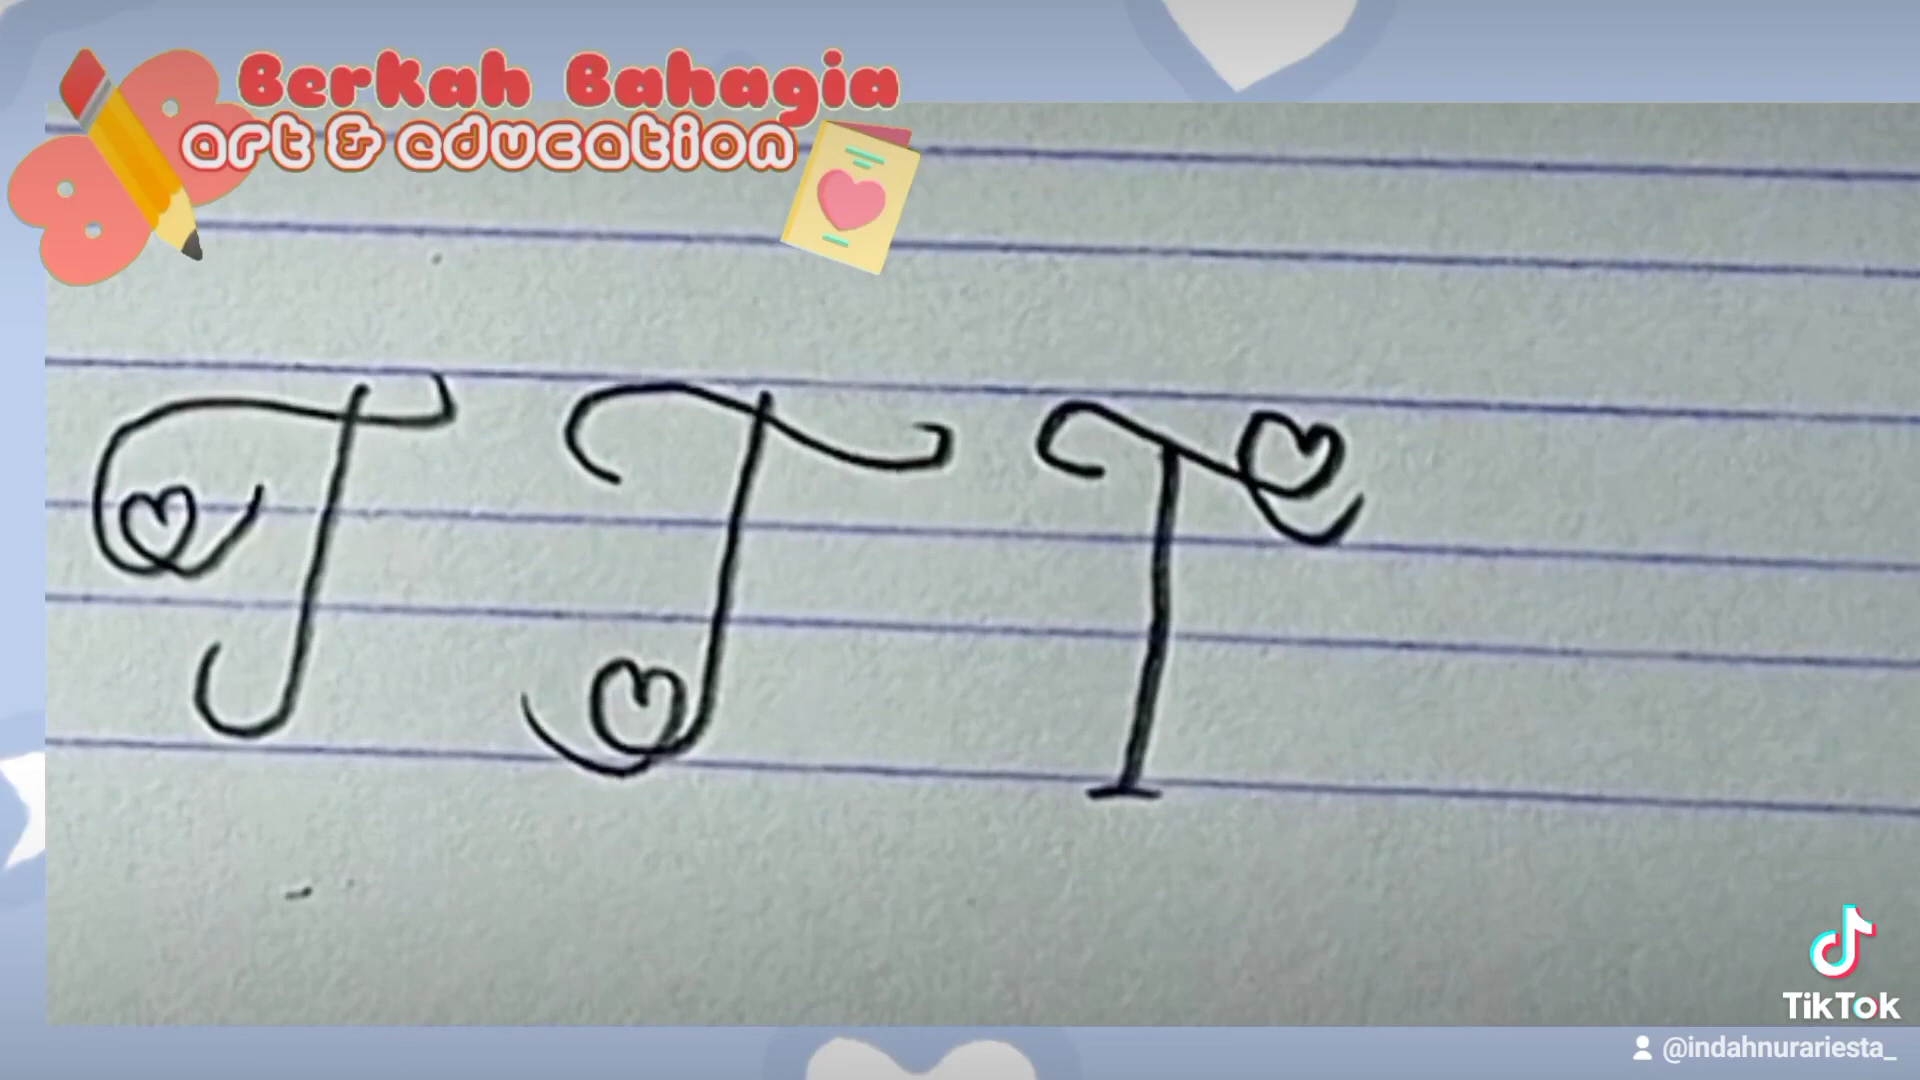 Berkah Bahagia
art & education
T T T
TikTok
@indahnurariesta_